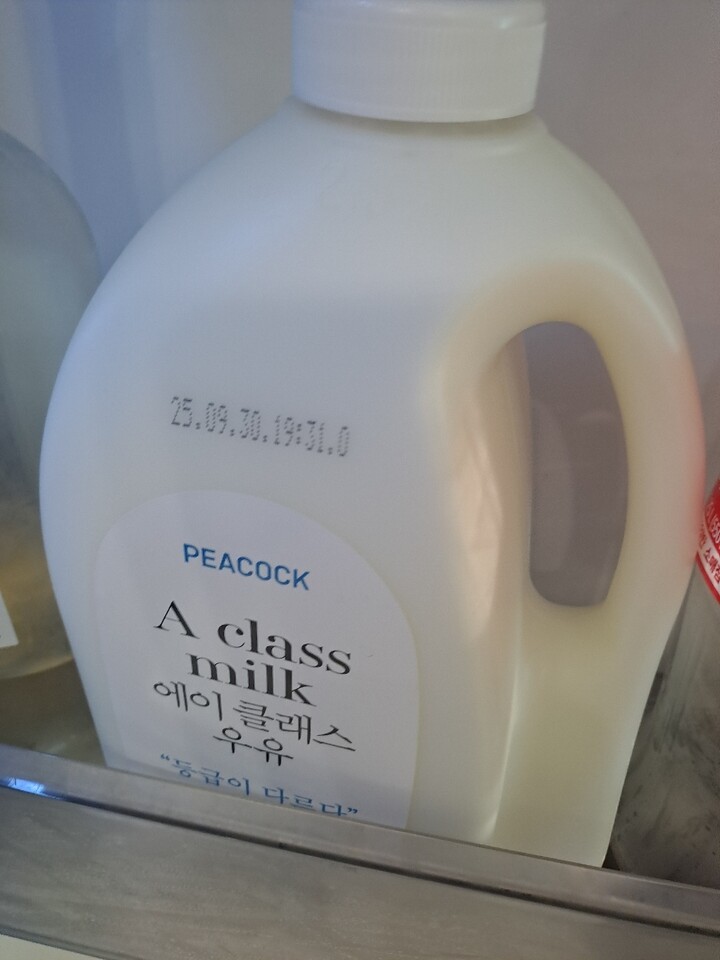 25.09.30.19:31.0
PEACOCK
A class
milk
에이 클래스
우유
“등급이 다르다”